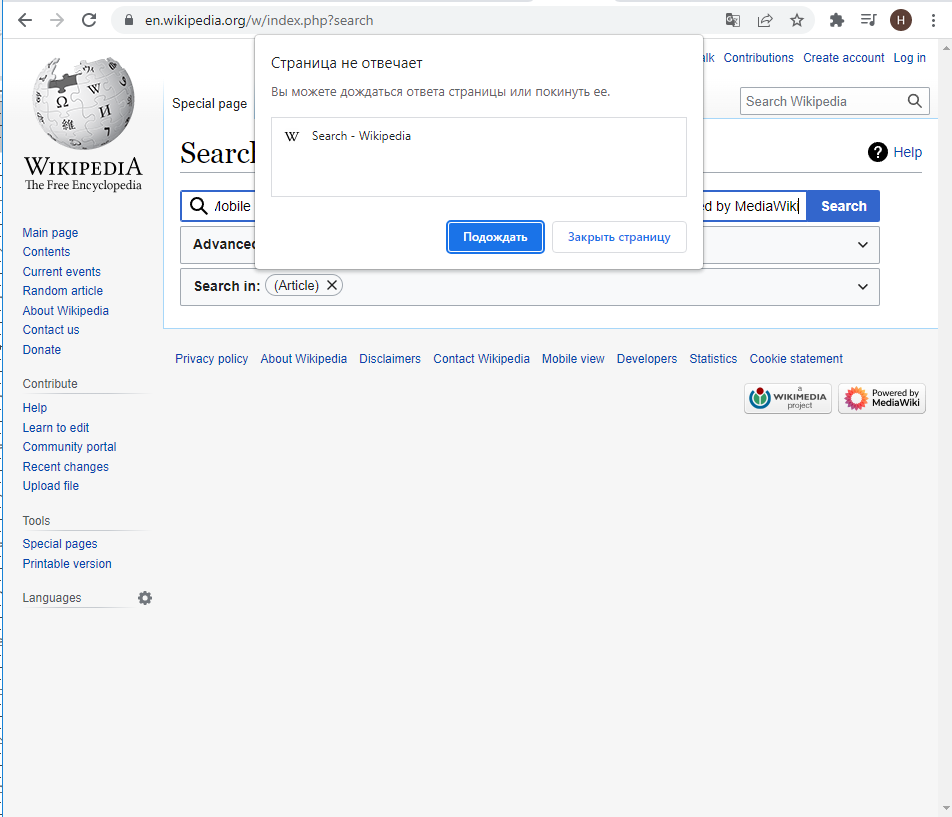 en.wikipedia.org/w/index.php?search
H
Страница не отвечает
Вы можете дождаться ответа страницы или покинуть ее.
W Search - Wikipedia
Подождать
Закрыть страницу
WIKIPEDIA
The Free Encyclopedia
Main page
Contents
Current events
Random article
About Wikipedia
Contact us
Donate
Contribute
Help
Learn to edit
Community portal
Recent changes
Upload file
Tools
Special pages
Printable version
Languages
alk Contributions Create account Log in
Special page
Search Wikipedia
Search
? Help
Mobile
ed by MediaWiki
Search
Advanced
Search in: (Article)
Privacy policy About Wikipedia Disclaimers Contact Wikipedia Mobile view Developers Statistics Cookie statement
a
WIKIMEDIA
project
Powered by
MediaWiki